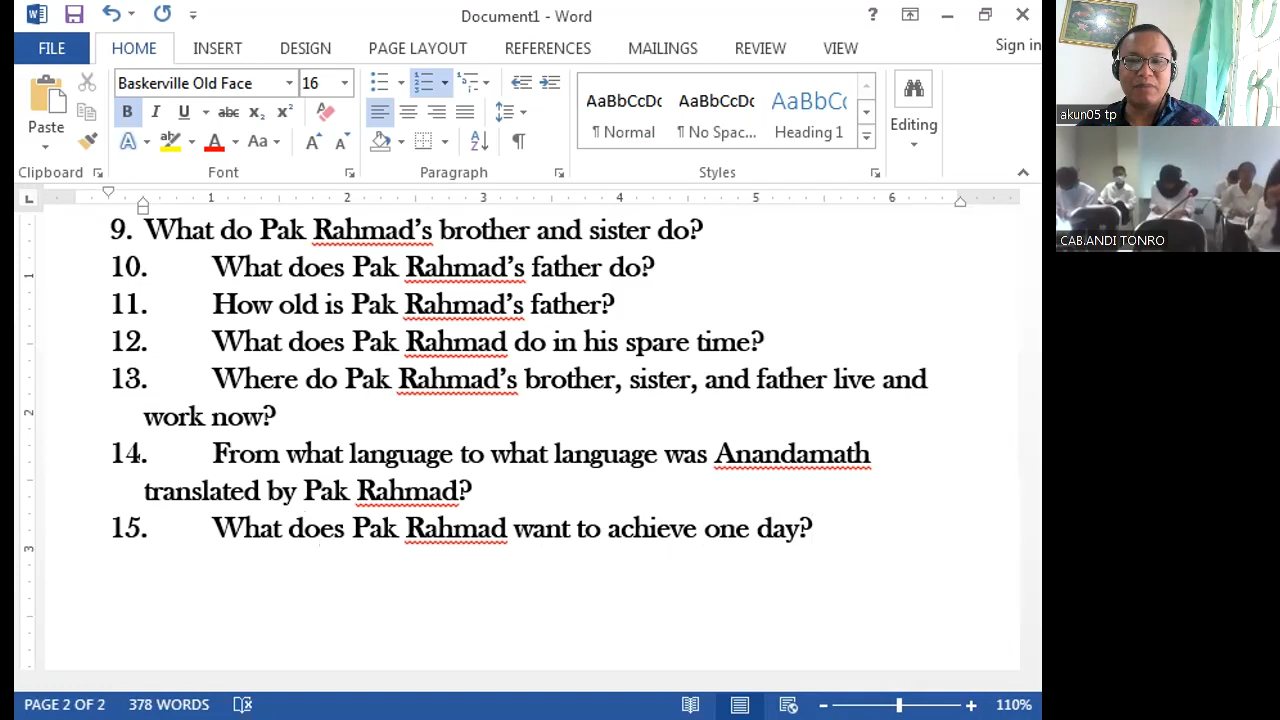 Document1 - Word
FILE HOME INSERT DESIGN PAGE LAYOUT REFERENCES MAILINGS REVIEW VIEW Sign in
Paste
Baskerville Old Face 16
AaBbCcDc AaBbCcDc AaBbCc
¶ Normal ¶ No Spac... Heading 1
Editing
Clipboard Font Paragraph Styles
9. What do Pak Rahmad's brother and sister do?
10. What does Pak Rahmad's father do?
11. How old is Pak Rahmad's father?
12. What does Pak Rahmad do in his spare time?
13. Where do Pak Rahmad's brother, sister, and father live and
work now?
14. From what language to what language was Anandamath
translated by Pak Rahmad?
15. What does Pak Rahmad want to achieve one day?
PAGE 2 OF 2 378 WORDS 110%
akun05 tp
CAB.ANDI TONRO